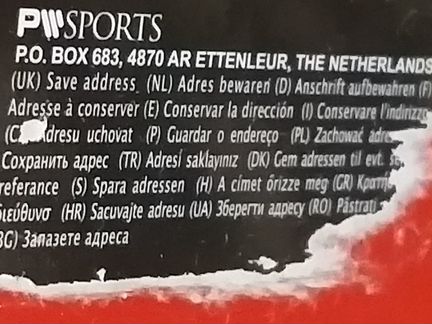 PWSPORTS
P.O. BOX 683, 4870 AR ETTENLEUR, THE NETHERLANDS
(UK) Save address (NL) Adres bewaren (D) Anschrift aufbewahren (F)
Adresse à conserver (E) Conservar la dirección (I) Conservare l'indirizzo
adresu uchovat (P) Guardar o endereço (PL) Zachować
Сохранить адрес (TR) Adresi saklayiniz (DK) Gem adressen til evt.
referance (S) Spara adressen (H) A címet őrizze meg (GR)
(HR) Sacuvajte adresu (UA) Зберегти адресу (RO) Păstrați
BG) Запазете адреса